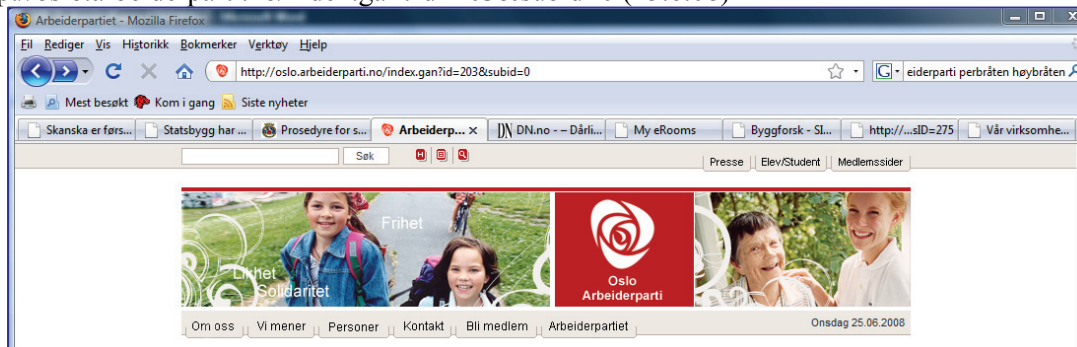 Arbeiderpartiet - Mozilla Firefox
Fil Rediger Vis Historikk Bokmerker Verktøy Hjelp
http://oslo.arbeiderparti.no/index.gan?id=203&subid=0 G eiderparti perbråten høybråten
Mest besøkt Kom i gang Siste nyheter
Skanska er førs... Statsbygg har ... Prosedyre for s... Arbeiderp... DN.no - – Dårli... My eRooms Byggforsk - SI... http://...sID=275 Vår virksomhe...
Søk H Presse Elev/Student Medlemssider
Frihet
Likhet
Solidaritet
Oslo
Arbeiderparti
Om oss Vi mener Personer Kontakt Bli medlem Arbeiderpartiet Onsdag 25.06.2008